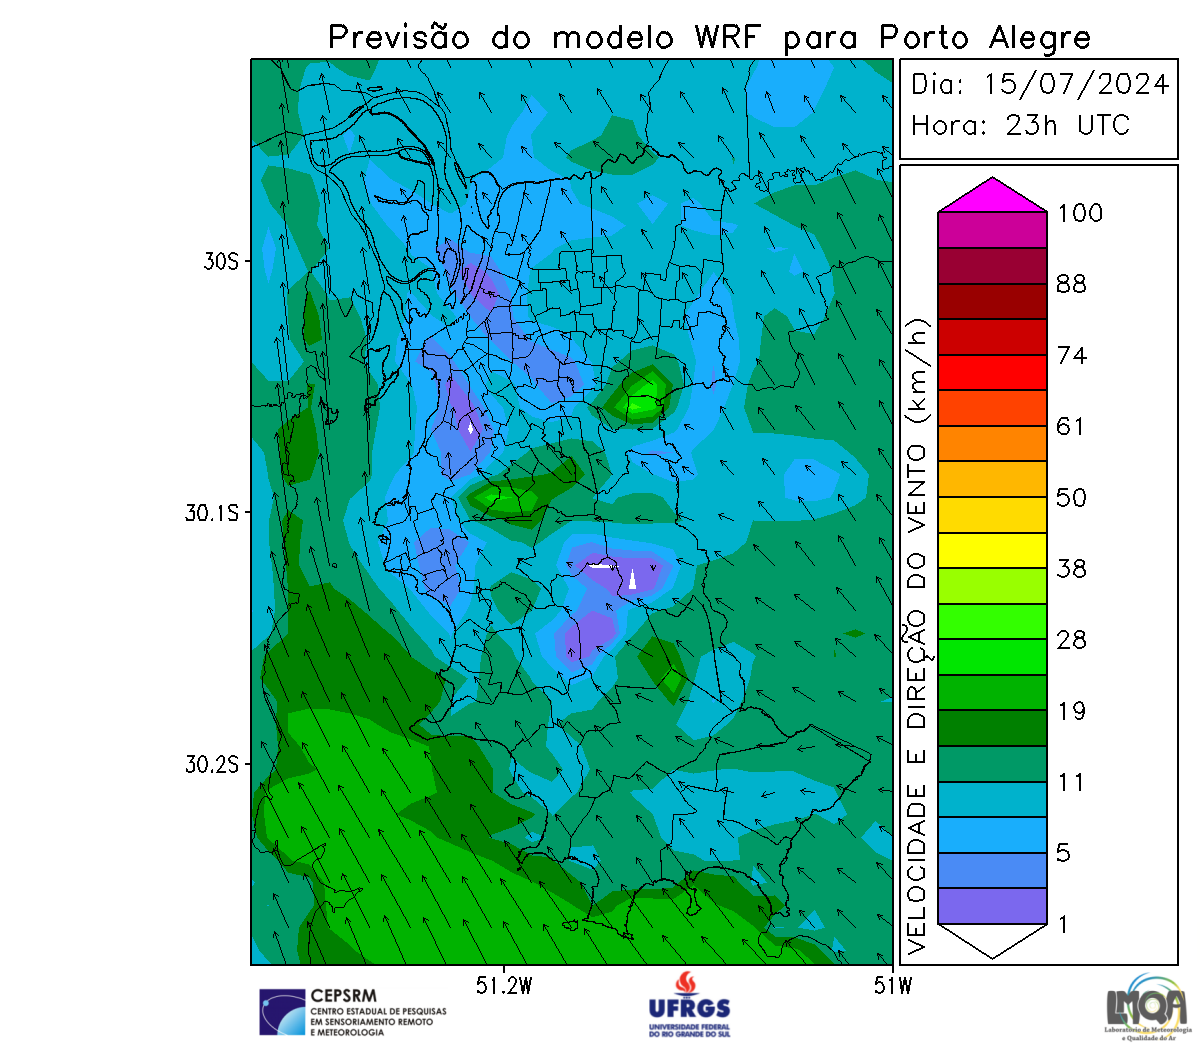 Previsão do modelo WRF para Porto Alegre
Dia: 15/07/2024
Hora: 23h UTC
VELOCIDADE E DIREÇÃO DO VENTO (km/h)
100
88
74
61
50
38
28
19
11
5
1
30S
30.1S
30.2S
51.2W
51W
CEPSRM
CENTRO ESTADUAL DE PESQUISAS
EM SENSORIAMENTO REMOTO
E METEOROLOGIA
UFRGS
UNIVERSIDADE FEDERAL
DO RIO GRANDE DO SUL
LMQA
Laboratório de Meteorologia
e Qualidade do Ar